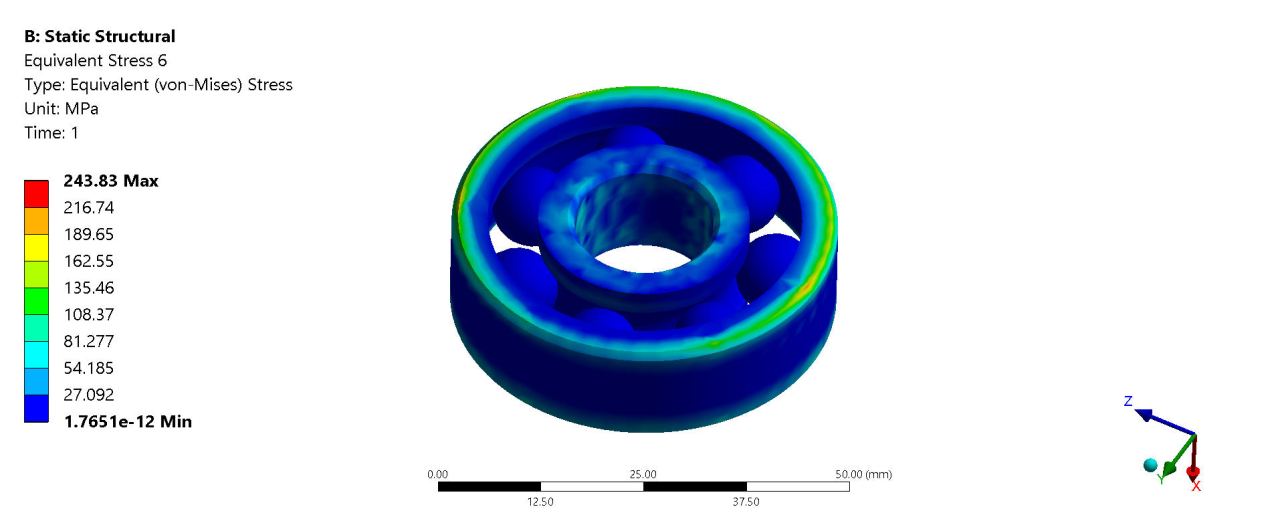 B: Static Structural
Equivalent Stress 6
Type: Equivalent (von-Mises) Stress
Unit: MPa
Time: 1
243.83 Max
216.74
189.65
162.55
135.46
108.37
81.277
54.185
27.092
1.7651e-12 Min
0.00 25.00 50.00 (mm)
12.50 37.50
Z
Y
X